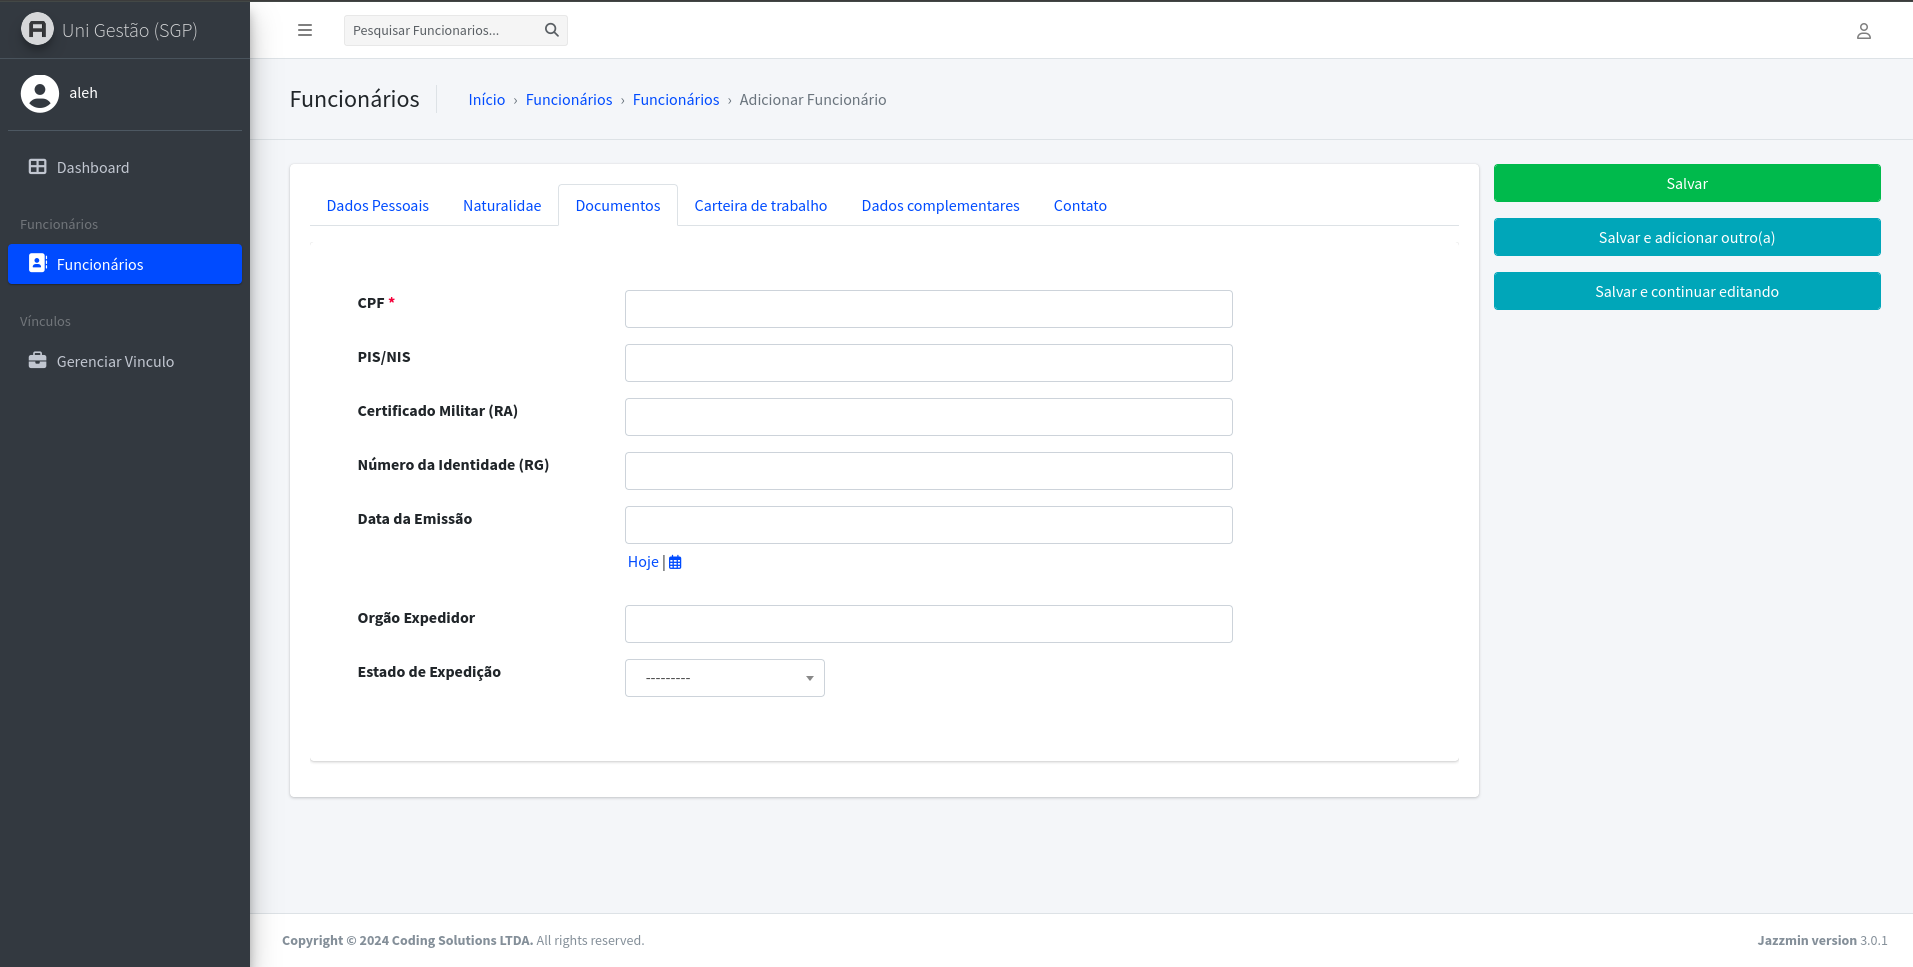 Uni Gestão (SGP)
Pesquisar Funcionarios...
aleh
Dashboard
Funcionários
Funcionários
Vínculos
Gerenciar Vinculo
Funcionários
Início › Funcionários › Funcionários › Adicionar Funcionário
Dados Pessoais Naturalidae Documentos Carteira de trabalho Dados complementares Contato
CPF *
PIS/NIS
Certificado Militar (RA)
Número da Identidade (RG)
Data da Emissão
Hoje |
Orgão Expedidor
Estado de Expedição
---------
Salvar
Salvar e adicionar outro(a)
Salvar e continuar editando
Copyright © 2024 Coding Solutions LTDA. All rights reserved.
Jazzmin version 3.0.1